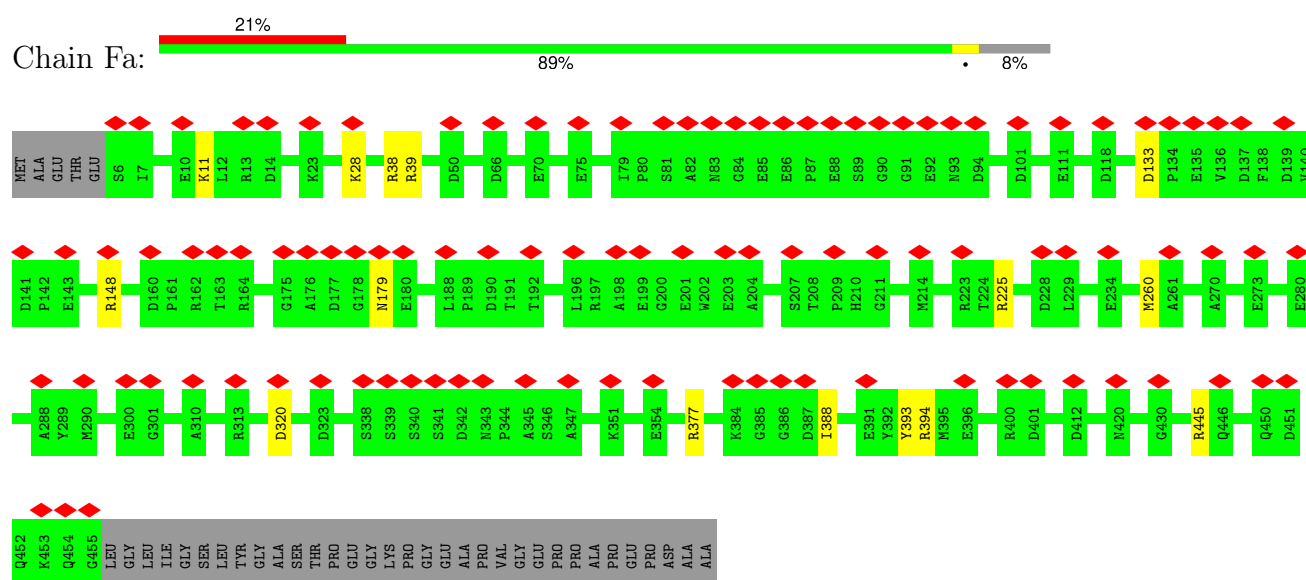 21%
Chain Fa:
89%
•
8%
MET ALA GLU THR GLU S6 I7 E10 K11 L12 R13 D14 K23 K28 R38 R39 D50 D66 E70 E75 I79 P80 S81 A82 N83 G84 E85 E86 P87 E88 S89 G90 G91 E92 N93 D94 D101 E111 D118 D133 P134 E135 V136 D137 F138 D139 V140
D141 P142 E143 R148 D160 P161 R162 T163 R164 G175 A176 D177 G178 N179 E180 L188 P189 D190 T191 T192 L196 R197 A198 E199 G200 E201 W202 E203 A204 S207 T208 P209 H210 G211 M214 R223 T224 R225 D228 L229 E234 M260 A261 A270 E273 E280
A288 Y289 M290 E300 G301 A310 R313 D320 D323 S338 S339 S340 S341 D342 N343 P344 A345 S346 A347 K351 E354 R377 K384 G385 G386 D387 I388 E391 Y392 Y393 R394 M395 E396 R400 D401 D412 N420 G430 R445 Q446 Q450 D451
Q452 K453 Q454 G455 LEU GLY LEU ILE GLY SER LEU TYR GLY ALA SER THR PRO GLU GLY LYS PRO GLY GLU ALA PRO VAL GLY GLU PRO PRO ALA PRO GLU PRO ASP ALA ALA